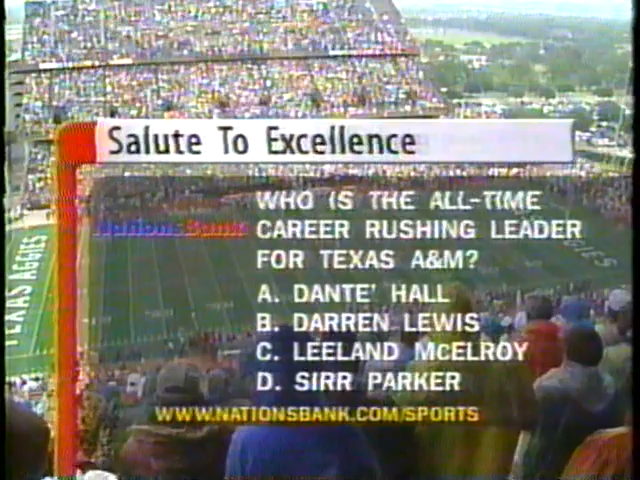 Salute To Excellence
WHO IS THE ALL-TIME
NationsBank CAREER RUSHING LEADER
FOR TEXAS A&M?
A. DANTE' HALL
B. DARREN LEWIS
C. LEELAND McELROY
D. SIRR PARKER
WWW.NATIONSBANK.COM/SPORTS
TEXAS AGGIES
AGGIES